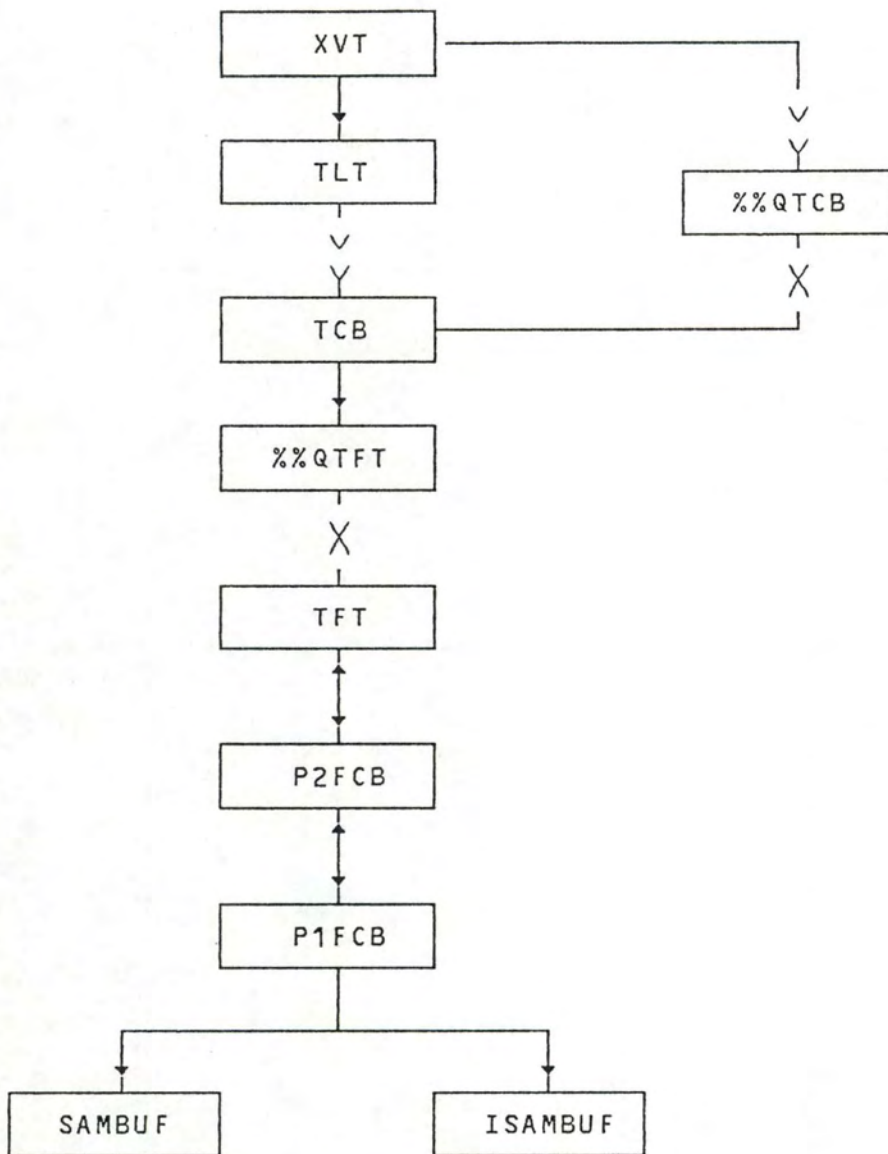 XVT
TLT
%%QTCB
TCB
%%QTFT
TFT
P2FCB
P1FCB
SAMBUF
ISAMBUF